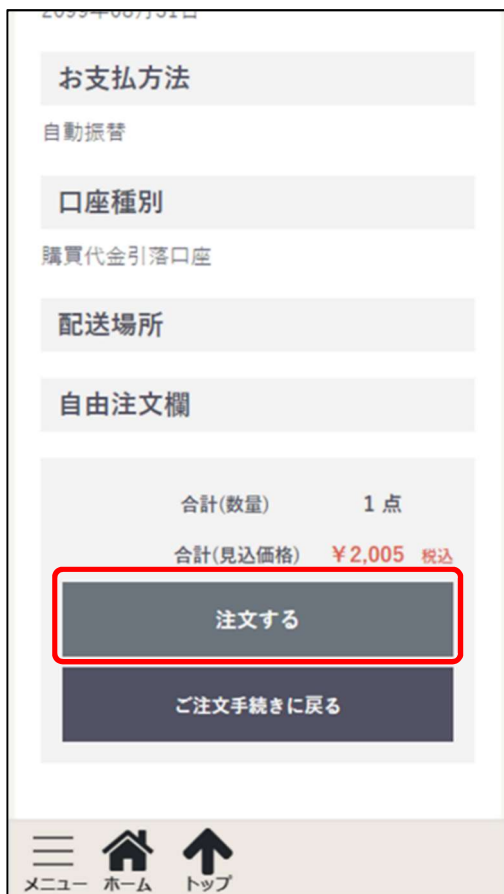 お支払方法
自動振替
口座種別
購買代金引落口座
配送場所
自由注文欄
合計(数量) 1 点
合計(見込価格) ￥2,005 税込
注文する
ご注文手続きに戻る
メニュー ホーム トップ